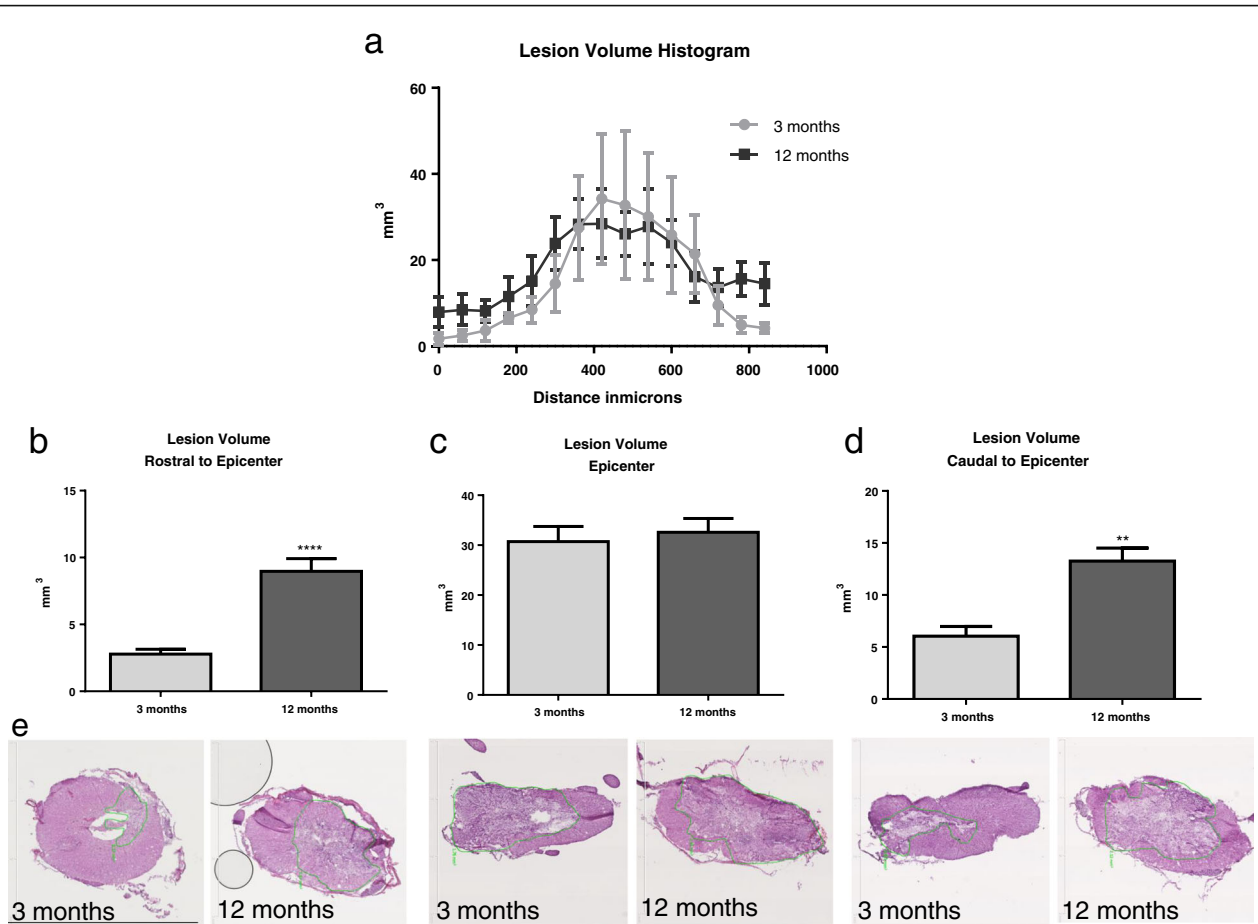 a
Lesion Volume Histogram
60
40
20
0
mm3
3 months
12 months
0 200 400 600 800 1000
Distance inmicrons
b
Lesion Volume
Rostral to Epicenter
15
10
5
0
mm3
****
3 months 12 months
c
Lesion Volume
Epicenter
40
30
20
30
10
0
mm3
3 months 12 months
d
Lesion Volume
Caudal to Epicenter
20
15
10
5
0
mm3
**
3 months 12 months
e
3 months 12 months 3 months 12 months 3 months 12 months